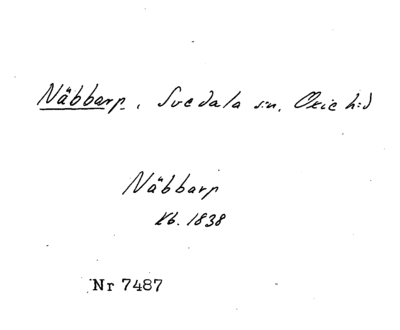 Näbbarp, Svedala sn, Oxie h:d
Näbbarp
Kb. 1838
Nr 7487